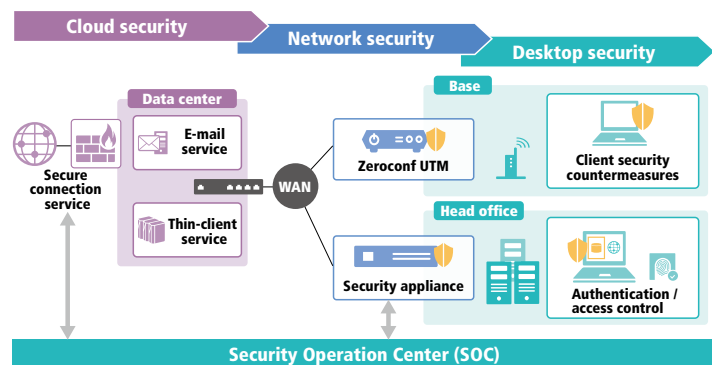 Cloud security
Network security
Desktop security
Data center
Base
E-mail
service
Secure
connection
service
WAN
Zeroconf UTM
Client security
countermeasures
Thin-client
service
Head office
Security appliance
Authentication /
access control
Security Operation Center (SOC)